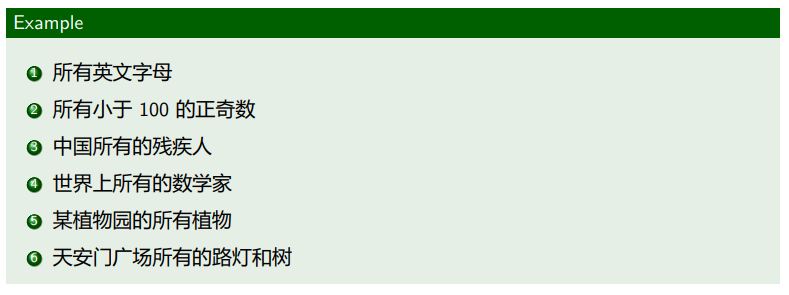 Example
1 所有英文字母
2 所有小于 100 的正奇数
3 中国所有的残疾人
4 世界上所有的数学家
5 某植物园的所有植物
6 天安门广场所有的路灯和树